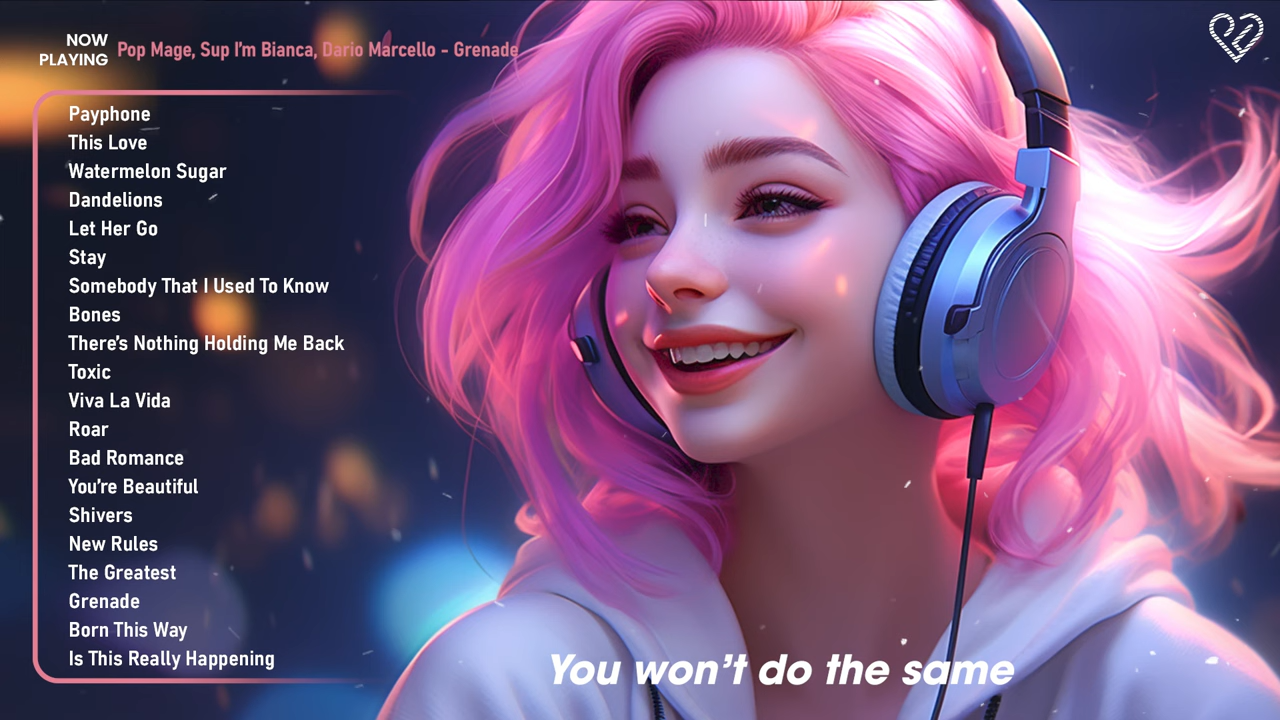 NOW
PLAYING
Pop Mage, Sup I'm Bianca, Dario Marcello - Grenade
Payphone
This Love
Watermelon Sugar
Dandelions
Let Her Go
Stay
Somebody That I Used To Know
Bones
There's Nothing Holding Me Back
Toxic
Viva La Vida
Roar
Bad Romance
You're Beautiful
Shivers
New Rules
The Greatest
Grenade
Born This Way
Is This Really Happening
You won't do the same